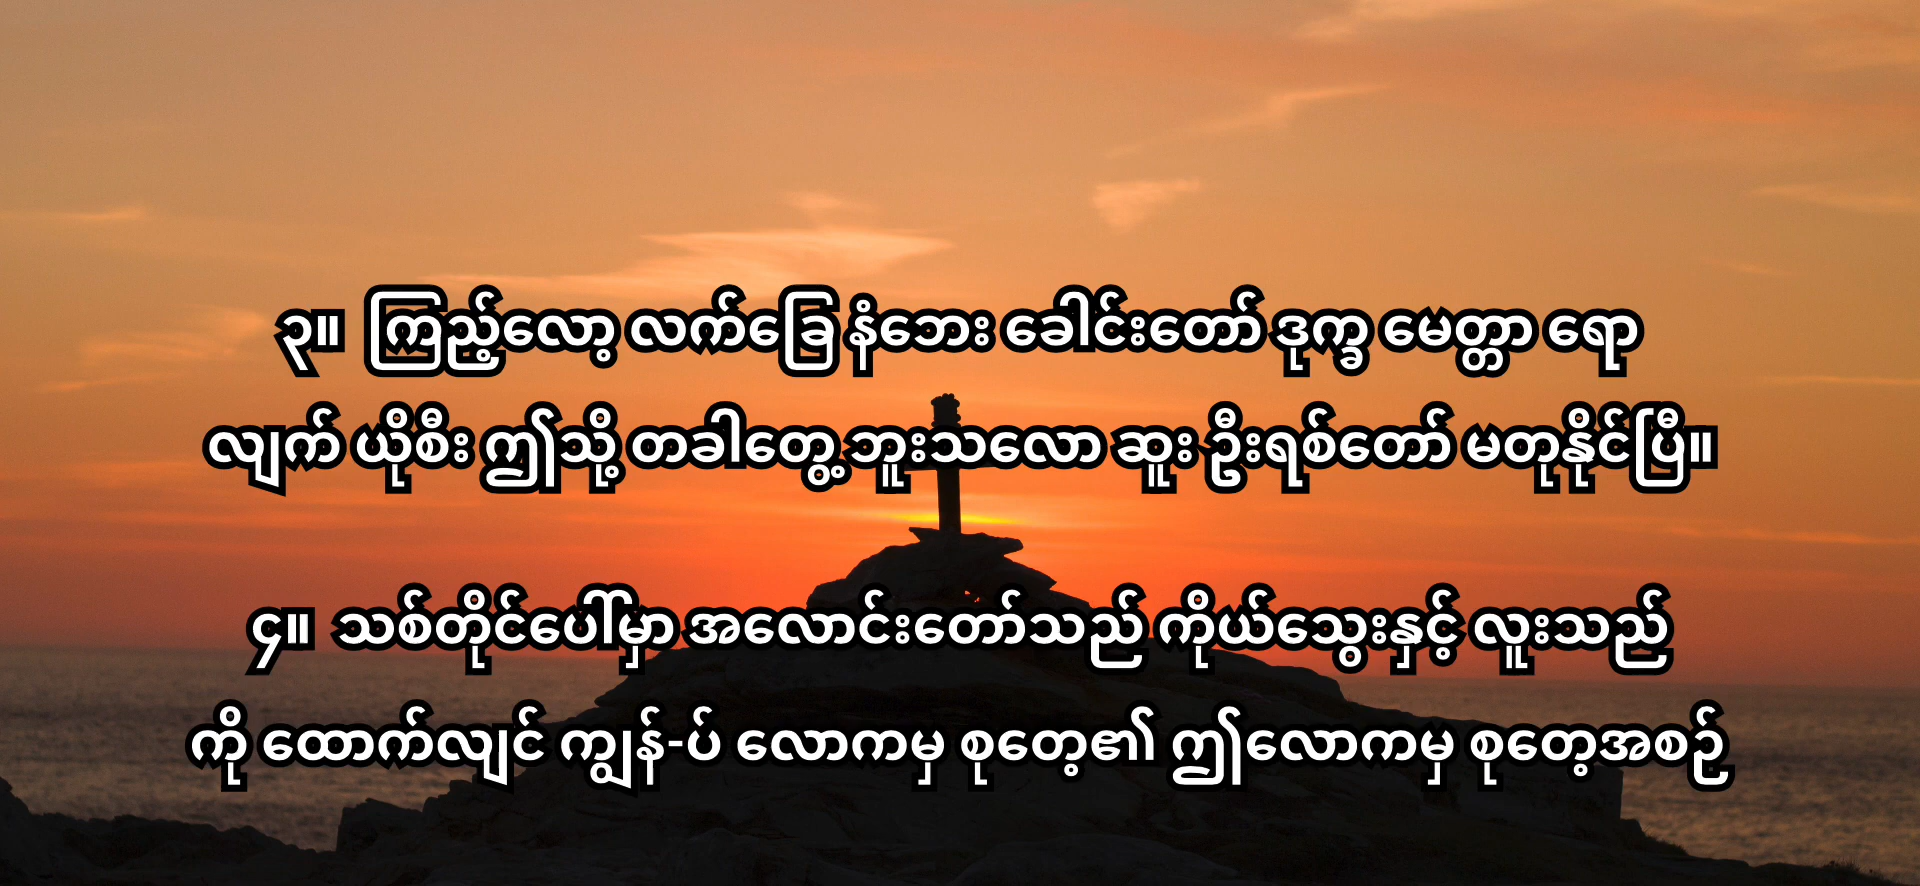 ၃။ ကြည့်လော့ လက်ခြေ နံဘေး ခေါင်းတော် ဒုက္ခ မေတ္တာ ရော
လျက် ယိုစီး ဤသို့ တခါတွေ့ ဘူးသလော ဆူး ဦးရစ်တော် မတုနိုင်ပြီ။
၄။ သစ်တိုင်ပေါ်မှာ အလောင်းတော်သည် ကိုယ်သွေးနှင့် လူးသည်
ကို ထောက်လျင် ကျွန်-ပ် လောကမှ စုတေ့၏ ဤလောကမှ စုတေ့အစဉ်